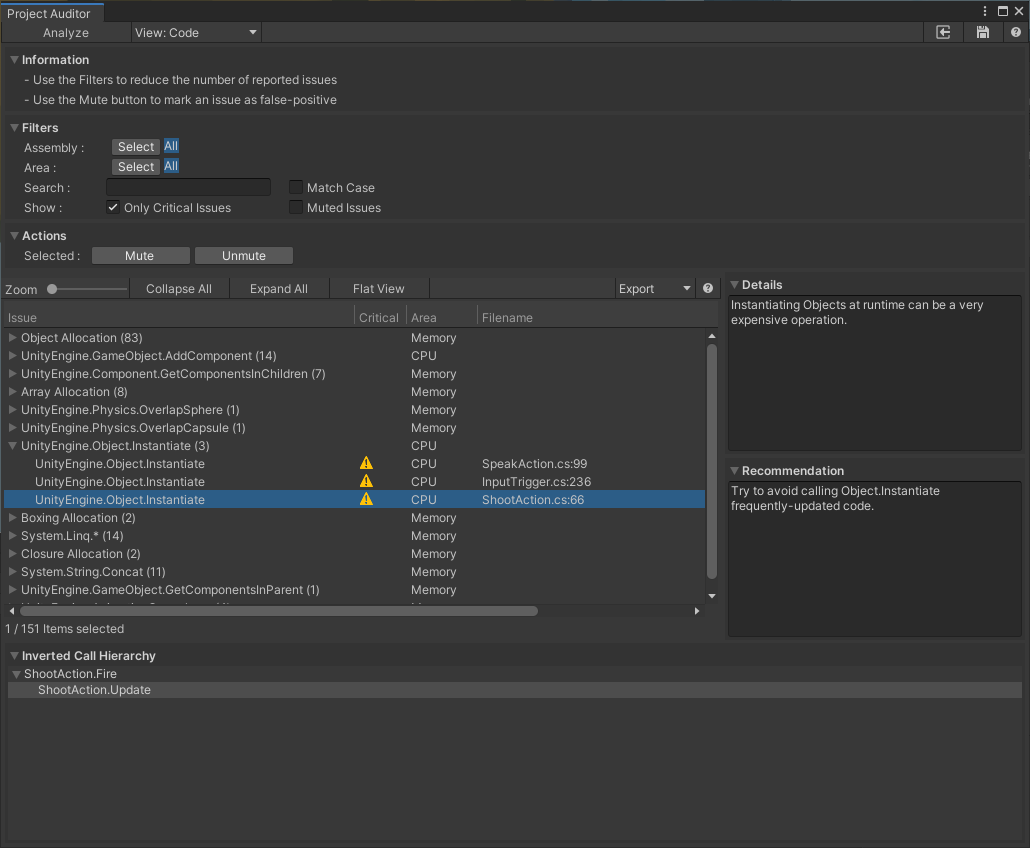 Project Auditor
Analyze View: Code
Information
- Use the Filters to reduce the number of reported issues
- Use the Mute button to mark an issue as false-positive
Filters
Assembly : Select All
Area : Select All
Search : Match Case
Show : Only Critical Issues Muted Issues
Actions
Selected : Mute Unmute
Zoom Collapse All Expand All Flat View Export
Issue Critical Area Filename
Object Allocation (83) Memory
UnityEngine.GameObject.AddComponent (14) CPU
UnityEngine.Component.GetComponentsInChildren (7) Memory
Array Allocation (8) Memory
UnityEngine.Physics.OverlapSphere (1) Memory
UnityEngine.Physics.OverlapCapsule (1) Memory
UnityEngine.Object.Instantiate (3) CPU
UnityEngine.Object.Instantiate CPU SpeakAction.cs:99
UnityEngine.Object.Instantiate CPU InputTrigger.cs:236
UnityEngine.Object.Instantiate CPU ShootAction.cs:66
Boxing Allocation (2) Memory
System.Linq.* (14) Memory
Closure Allocation (2) Memory
System.String.Concat (11) Memory
UnityEngine.GameObject.GetComponentsInParent (1) Memory
1 / 151 Items selected
Details
Instantiating Objects at runtime can be a very
expensive operation.
Recommendation
Try to avoid calling Object.Instantiate
frequently-updated code.
Inverted Call Hierarchy
ShootAction.Fire
ShootAction.Update